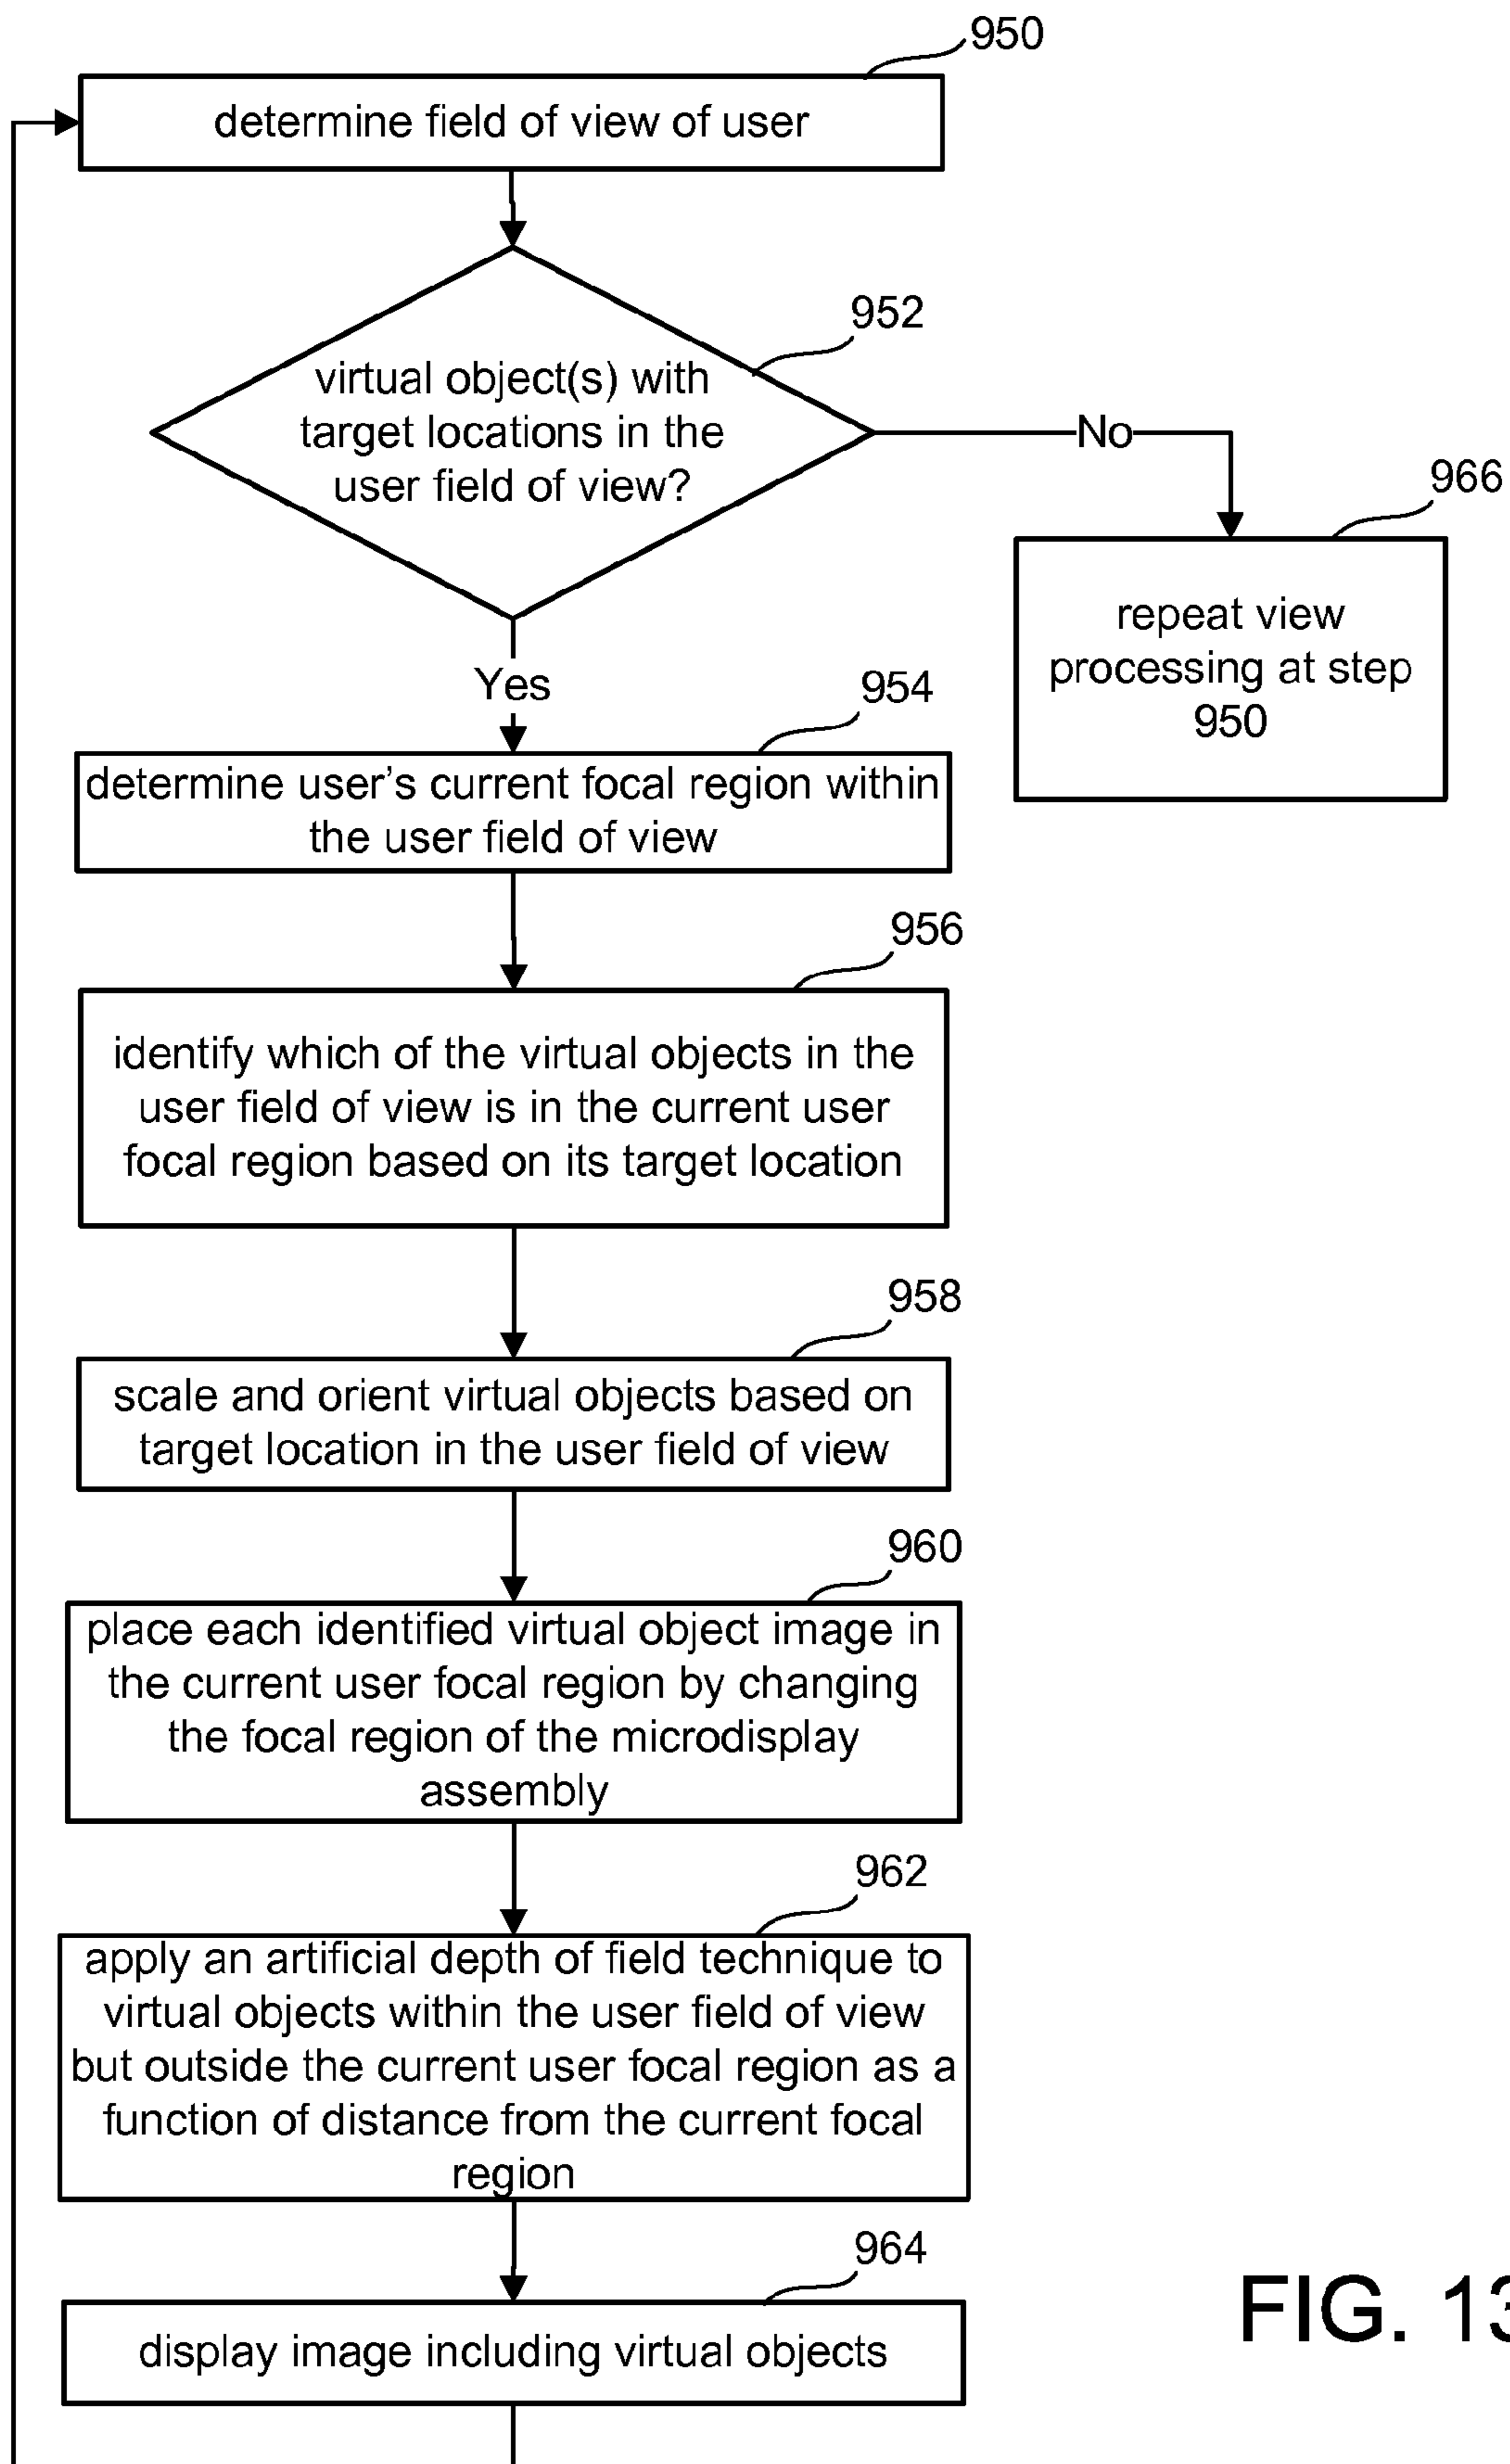 950
determine field of view of user
952
virtual object(s) with
target locations in the
user field of view?
No
966
repeat view
processing at step
950
Yes
954
determine user's current focal region within
the user field of view
956
identify which of the virtual objects in the
user field of view is in the current user
focal region based on its target location
958
scale and orient virtual objects based on
target location in the user field of view
960
place each identified virtual object image in
the current user focal region by changing
the focal region of the microdisplay
assembly
962
apply an artificial depth of field technique to
virtual objects within the user field of view
but outside the current user focal region as a
function of distance from the current focal
region
964
display image including virtual objects
FIG. 13